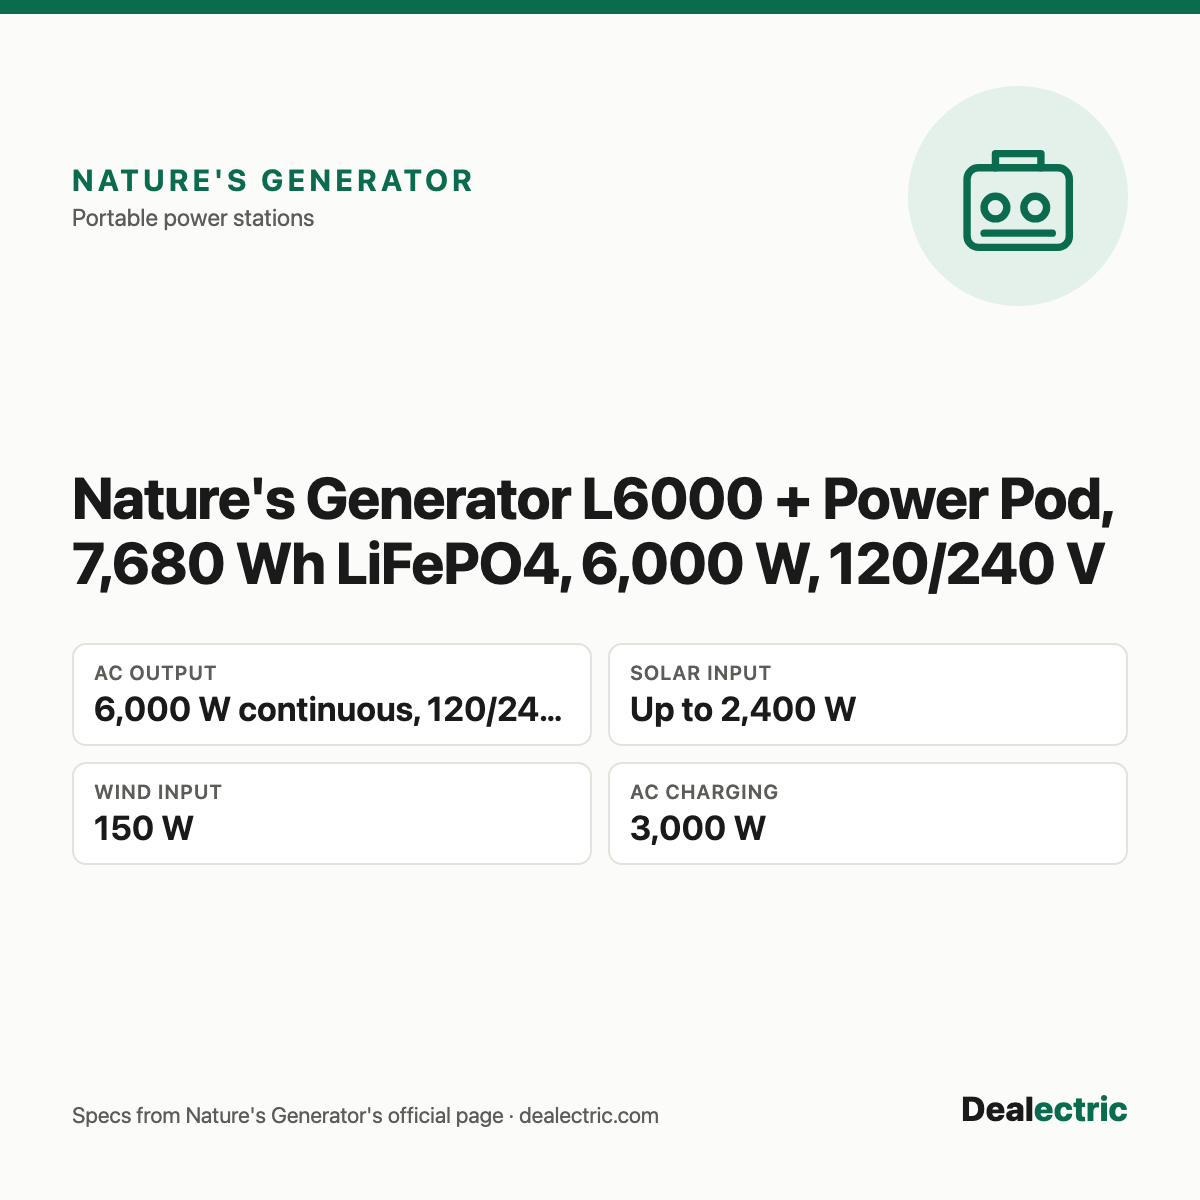 NATURE'S GENERATOR
Portable power stations
Nature's Generator L6000 + Power Pod,
7,680 Wh LiFePO4, 6,000 W, 120/240 V
AC OUTPUT
6,000 W continuous, 120/24...
SOLAR INPUT
Up to 2,400 W
WIND INPUT
150 W
AC CHARGING
3,000 W
Specs from Nature's Generator's official page · dealectric.com
Dealectric